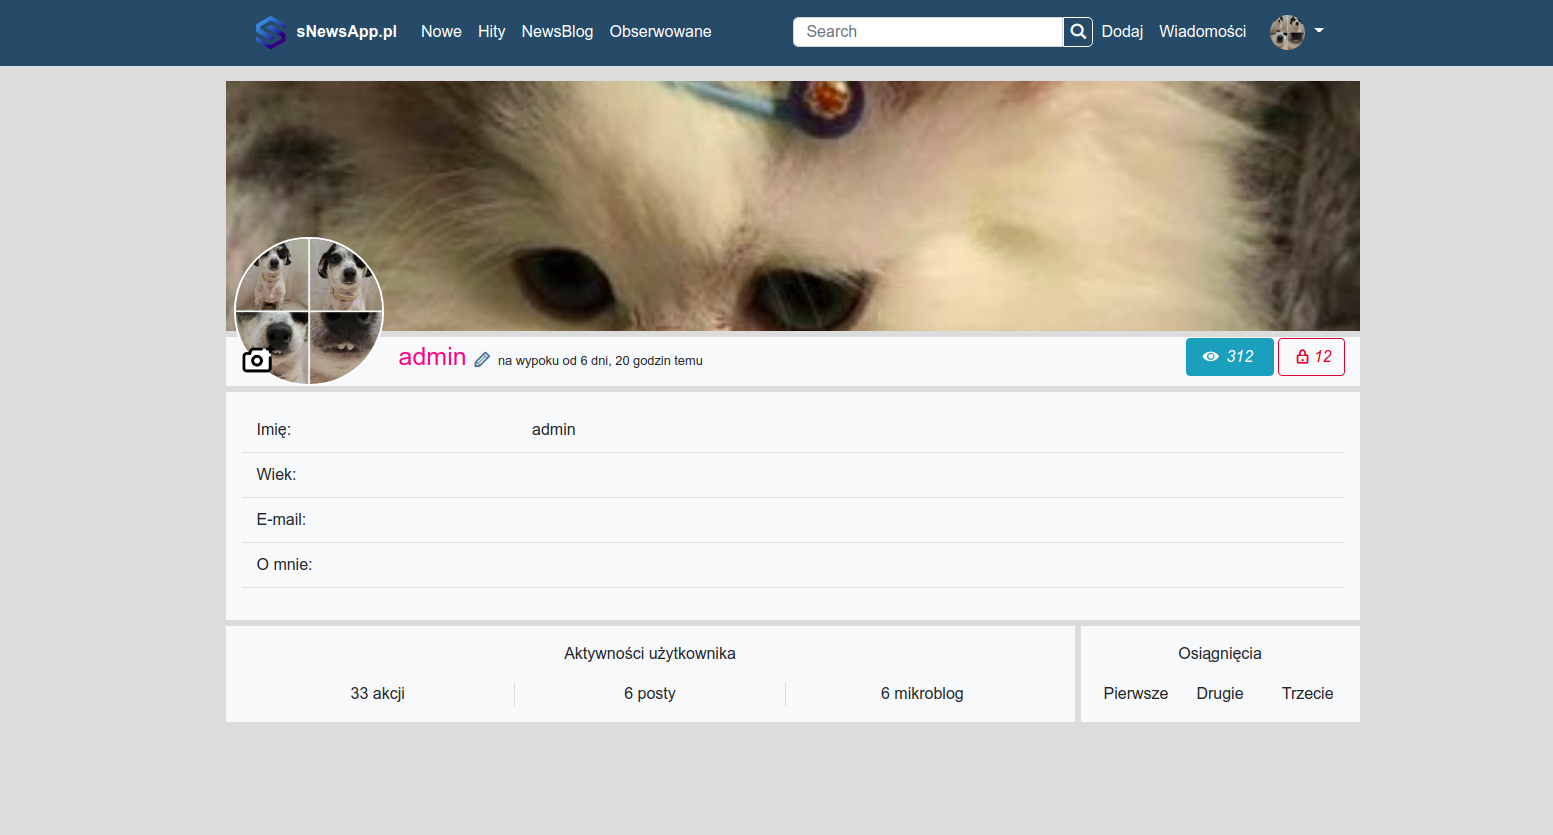 sNewsApp.pl Nowe Hity NewsBlog Obserwowane Search Dodaj Wiadomości
admin na wypoku od 6 dni, 20 godzin temu 312 12
Imię: admin
Wiek:
E-mail:
O mnie:
Aktywności użytkownika
33 akcji 6 posty 6 mikroblog
Osiągnięcia
Pierwsze Drugie Trzecie